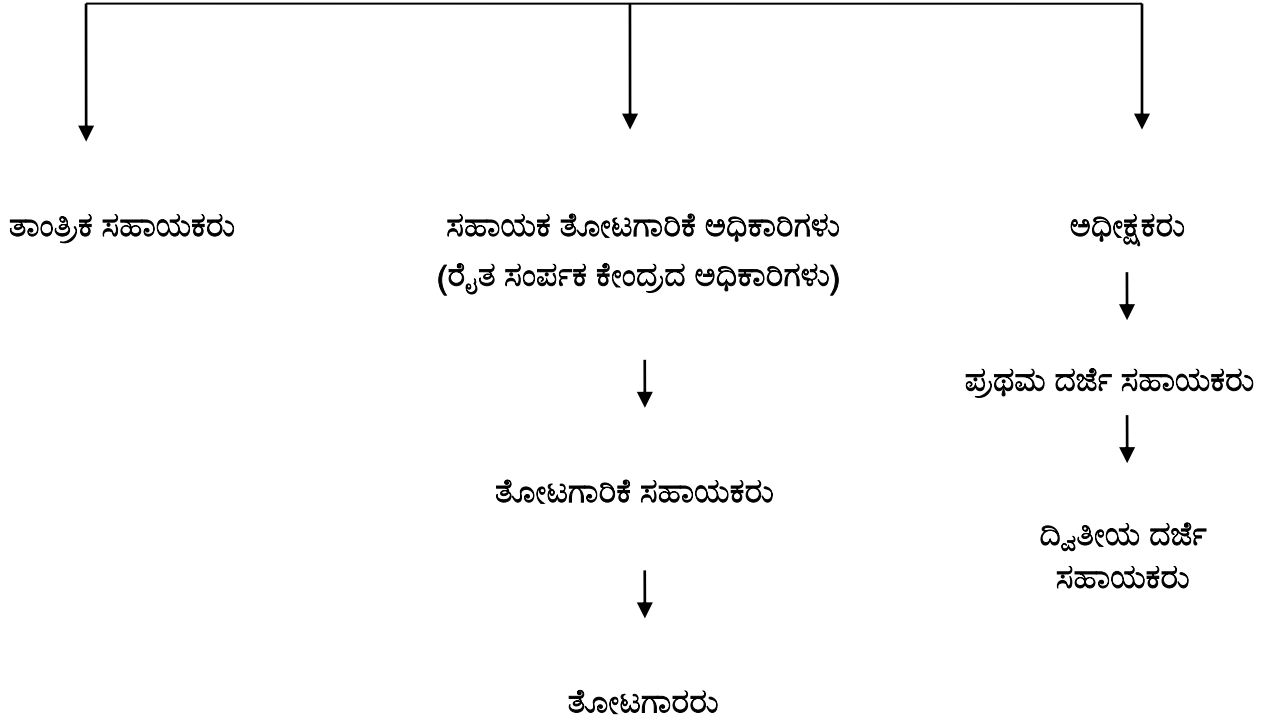 ತಾಂತ್ರಿಕ ಸಹಾಯಕರು
ಸಹಾಯಕ ತೋಟಗಾರಿಕೆ ಅಧಿಕಾರಿಗಳು
(ರೈತ ಸಂರ್ಪಕ ಕೇಂದ್ರದ ಅಧಿಕಾರಿಗಳು)
ಅಧೀಕ್ಷಕರು
ಪ್ರಥಮ ದರ್ಜೆ ಸಹಾಯಕರು
ತೋಟಗಾರಿಕೆ ಸಹಾಯಕರು
ದ್ವಿತೀಯ ದರ್ಜೆ
ಸಹಾಯಕರು
ತೋಟಗಾರರು